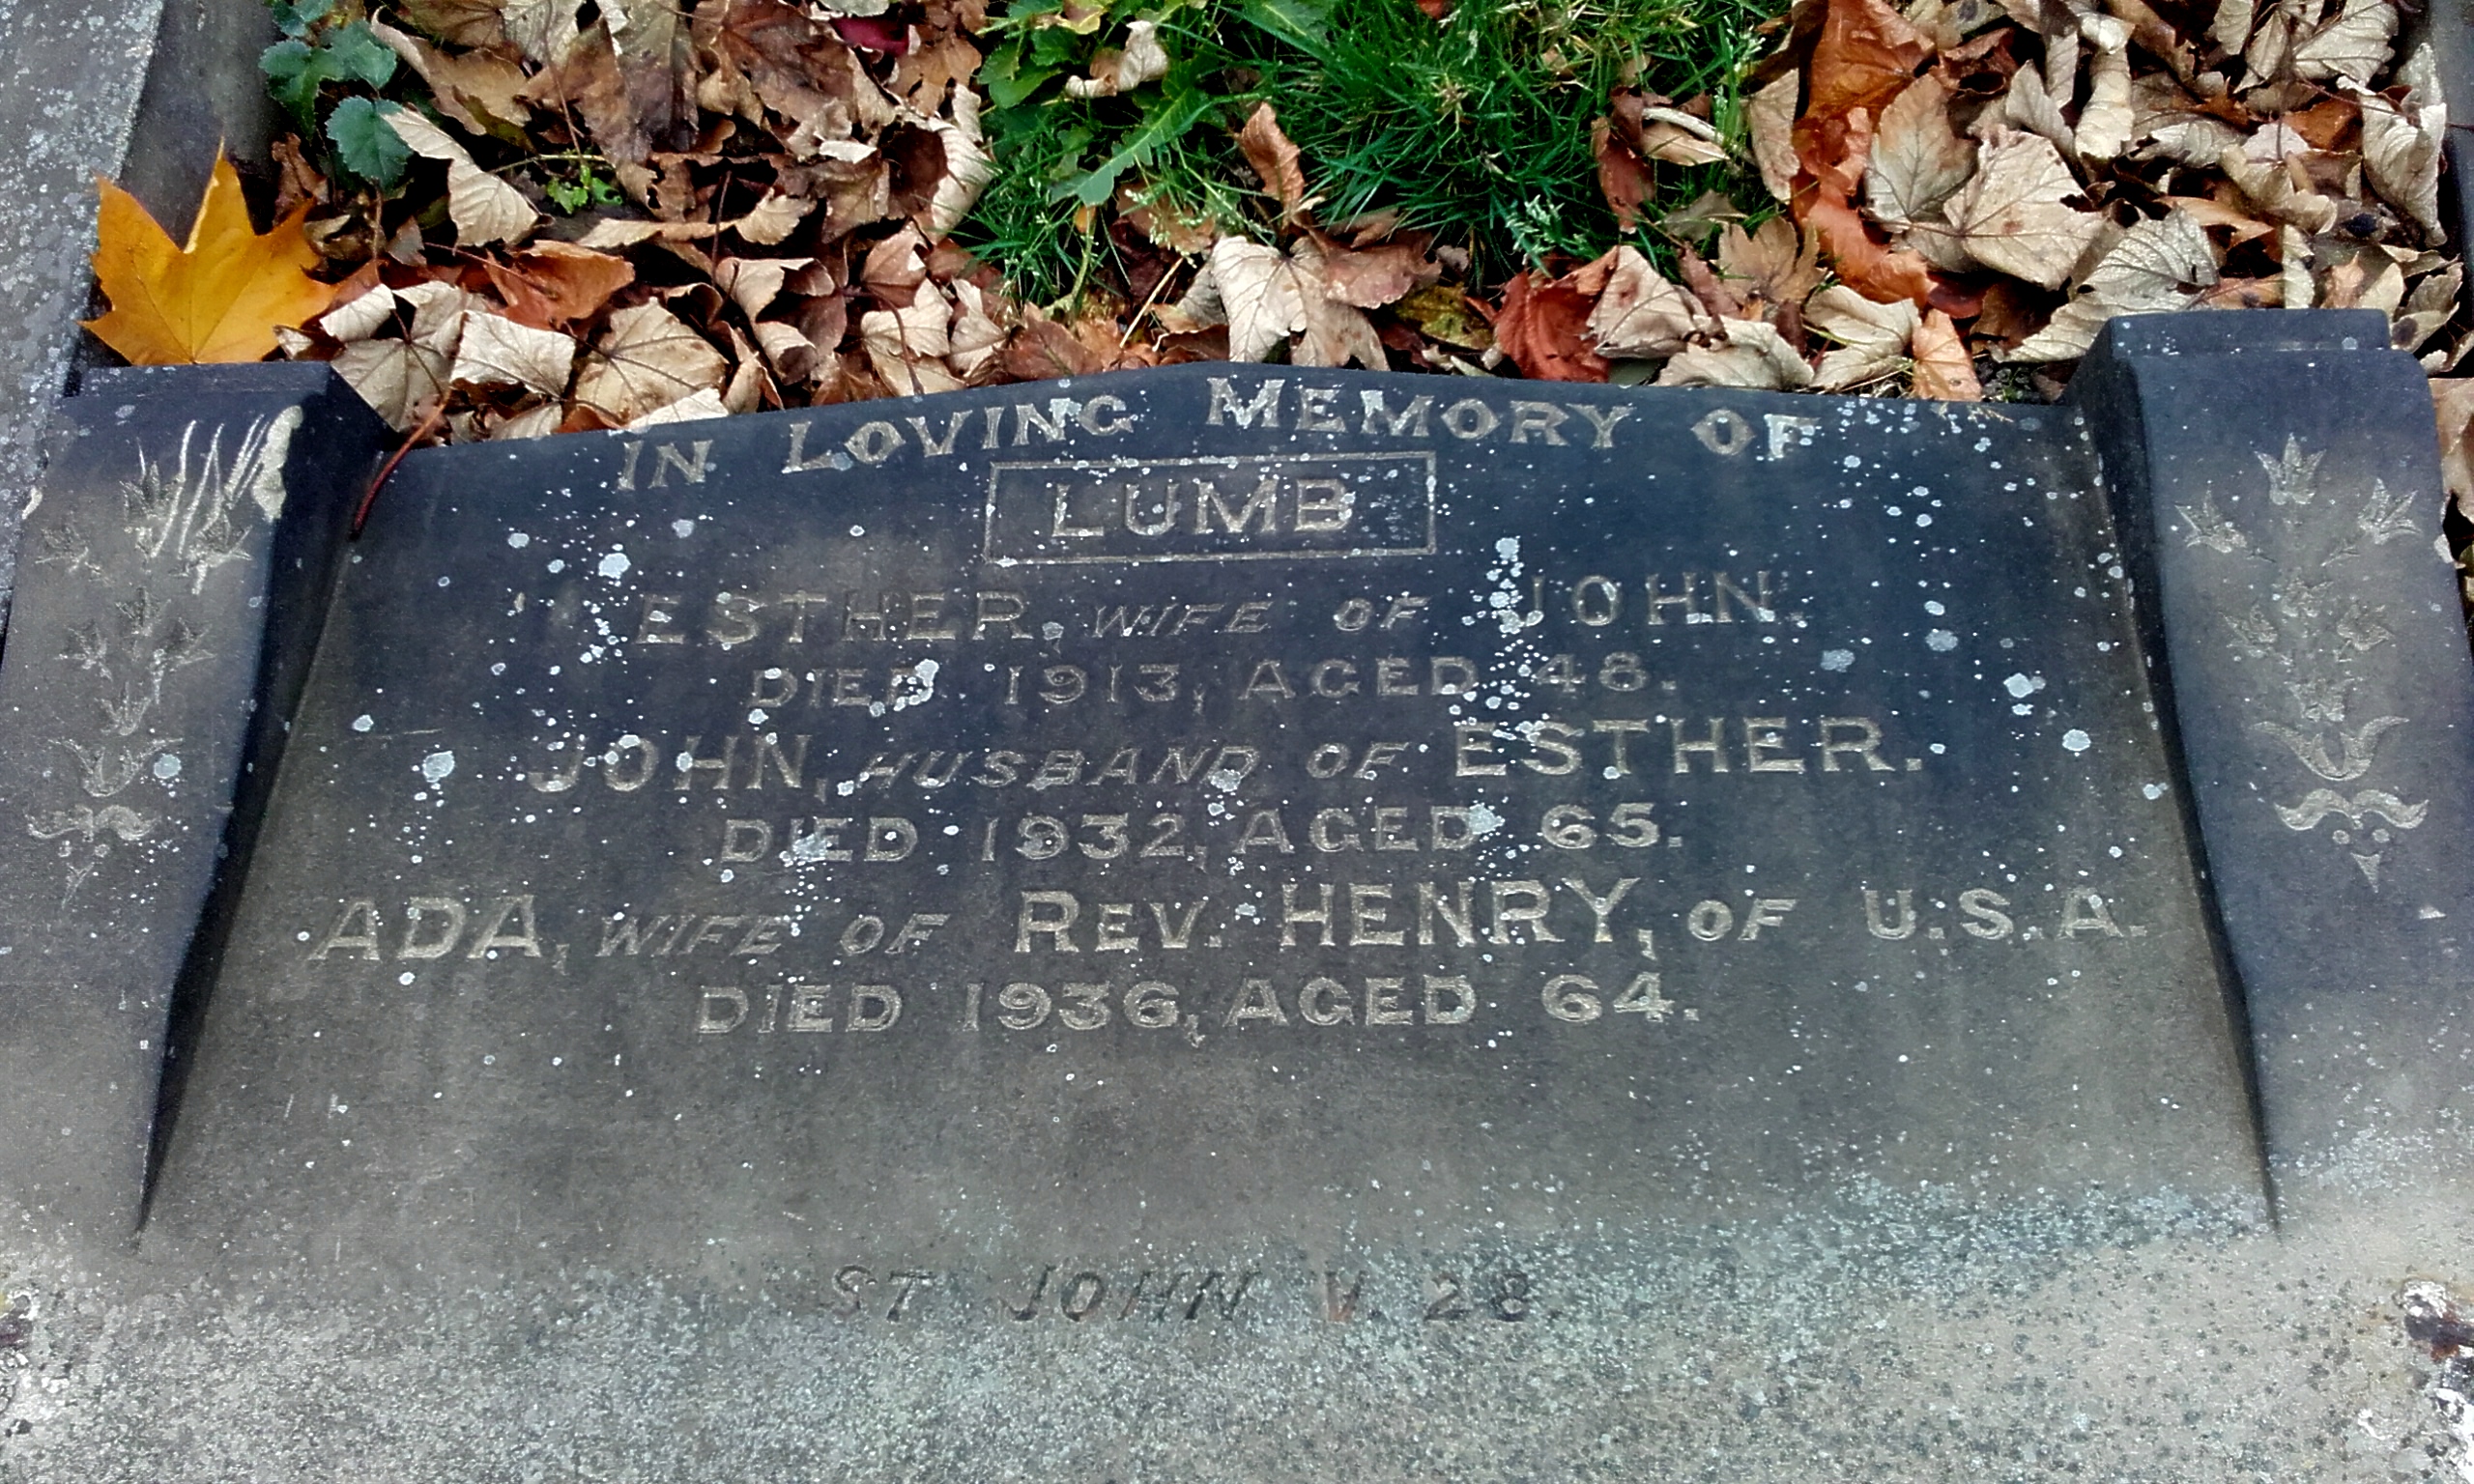 IN LOVING MEMORY OF
LUMB
ESTHER, WIFE OF JOHN.
DIED 1913, AGED 48.
JOHN, HUSBAND OF ESTHER.
DIED 1932, AGED 65.
ADA, WIFE OF REV. HENRY, OF U.S.A.
DIED 1936, AGED 64.
ST JOHN V. 28.